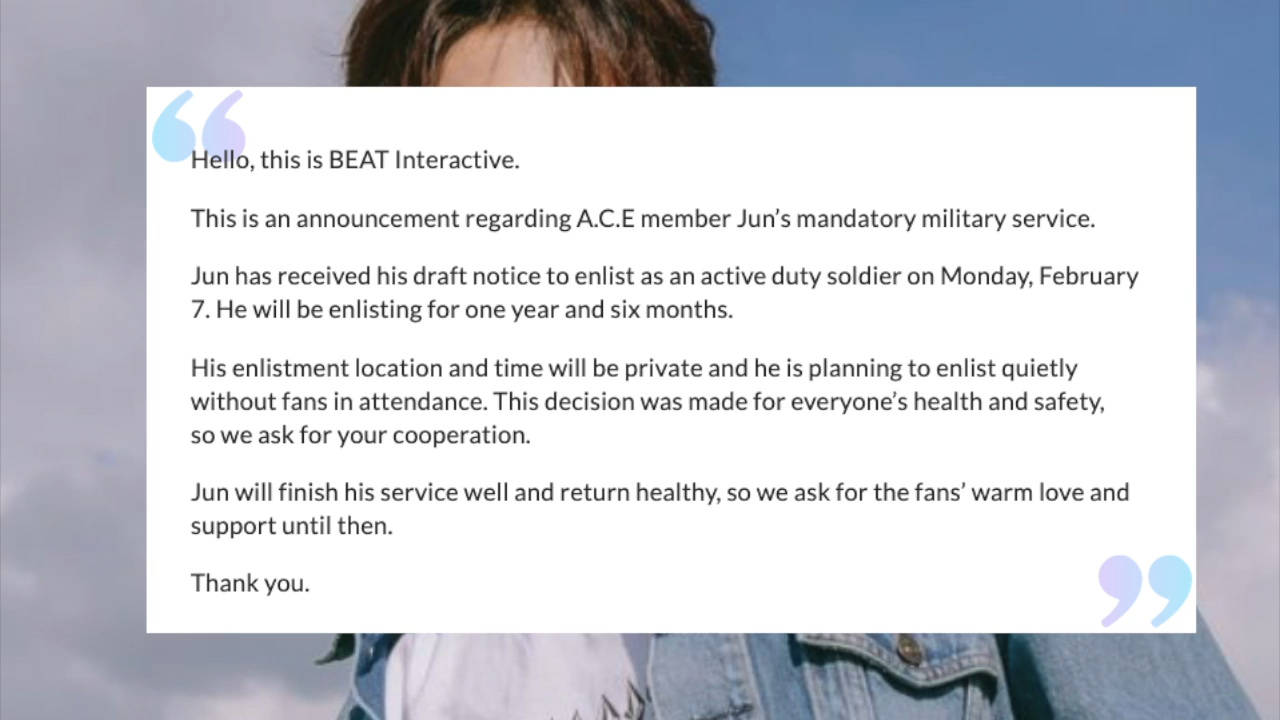 Hello, this is BEAT Interactive.
This is an announcement regarding A.C.E member Jun’s mandatory military service.
Jun has received his draft notice to enlist as an active duty soldier on Monday, February
7. He will be enlisting for one year and six months.
His enlistment location and time will be private and he is planning to enlist quietly
without fans in attendance. This decision was made for everyone’s health and safety,
so we ask for your cooperation.
Jun will finish his service well and return healthy, so we ask for the fans’ warm love and
support until then.
Thank you.